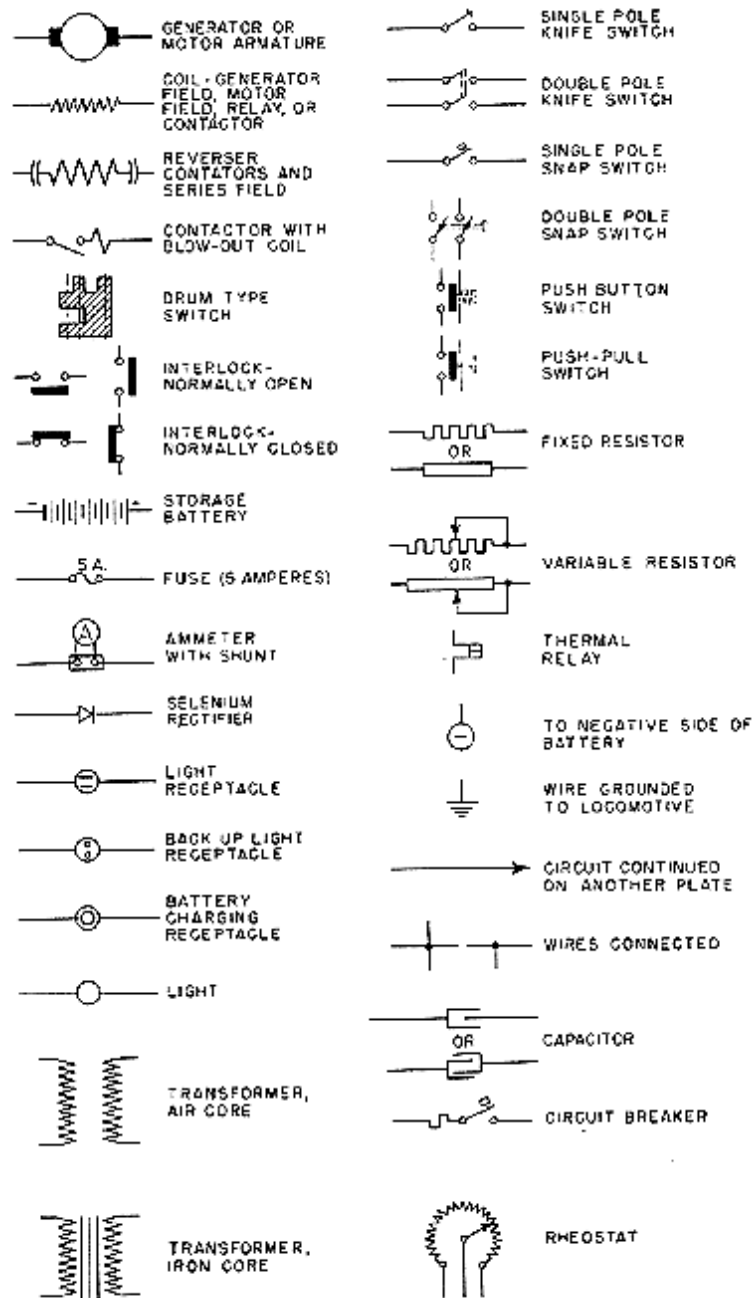 GENERATOR OR
MOTOR ARMATURE
COIL-GENERATOR
FIELD, MOTOR
FIELD, RELAY, OR
CONTACTOR
REVERSER
CONTATORS AND
SERIES FIELD
CONTACTOR WITH
BLOW-OUT COIL
DRUM TYPE
SWITCH
INTERLOCK-
NORMALLY OPEN
INTERLOCK-
NORMALLY CLOSED
- +
STORAGE
BATTERY
5 A.
FUSE (5 AMPERES)
A
AMMETER
WITH SHUNT
SELENIUM
RECTIFIER
LIGHT
RECEPTACLE
BACK UP LIGHT
RECEPTACLE
BATTERY
CHARGING
RECEPTACLE
LIGHT
TRANSFORMER,
AIR CORE
TRANSFORMER,
IRON CORE
SINGLE POLE
KNIFE SWITCH
DOUBLE POLE
KNIFE SWITCH
SINGLE POLE
SNAP SWITCH
DOUBLE POLE
SNAP SWITCH
PUSH BUTTON
SWITCH
PUSH-PULL
SWITCH
OR
FIXED RESISTOR
OR
VARIABLE RESISTOR
THERMAL
RELAY
TO NEGATIVE SIDE OF
BATTERY
WIRE GROUNDED
TO LOCOMOTIVE
CIRCUIT CONTINUED
ON ANOTHER PLATE
WIRES CONNECTED
OR
CAPACITOR
CIRCUIT BREAKER
RHEOSTAT